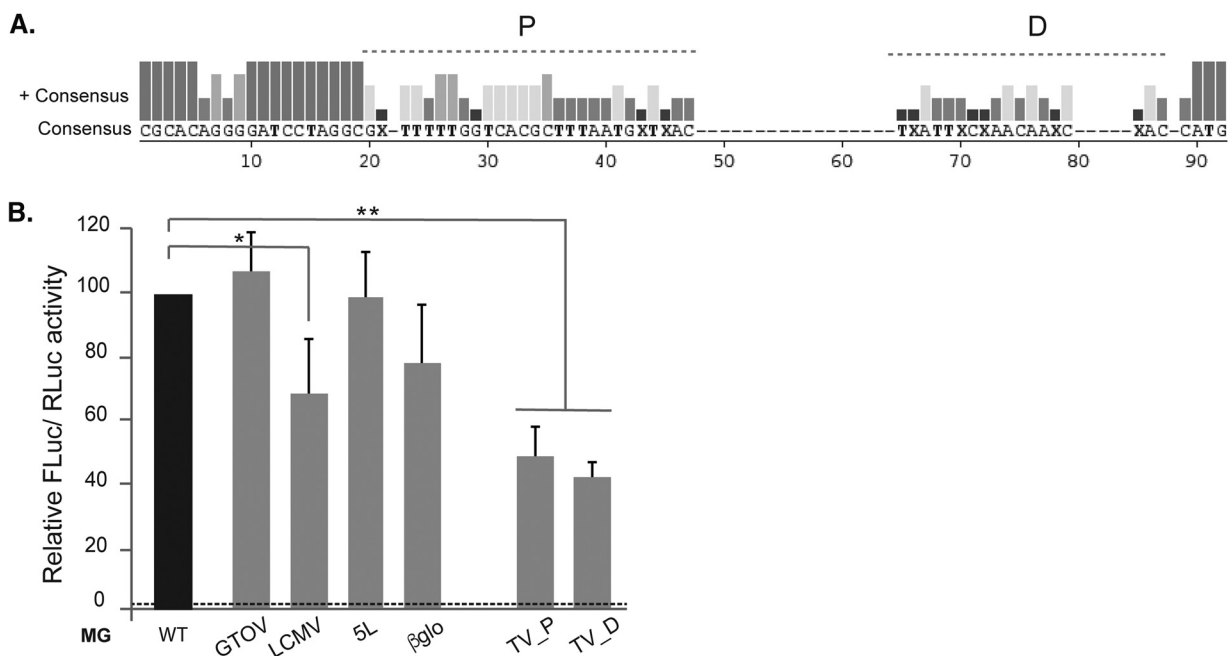 A.
P
D
+ Consensus
Consensus
CGCACAGGGGATCCTAGGCGX-TTTTTGGTCACGCTTTAATGXTXAC-----------------TXATTXCXAACAAXC-----XAC-CATG
10 20 30 40 50 60 70 80 90
B.
**
*
120
100
80
60
40
20
0
Relative FLuc/ RLuc activity
MG WT GTOV LCMV 5L βglo TV_P TV_D